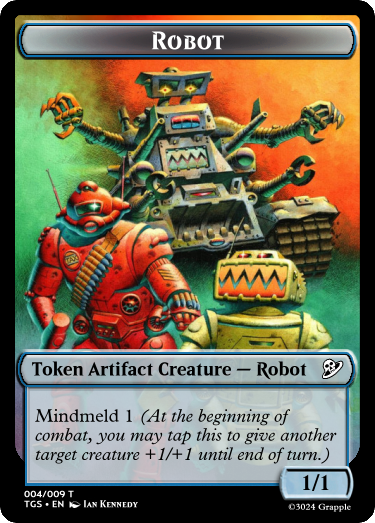 ROBOT
Token Artifact Creature — Robot
Mindmeld 1 (At the beginning of
combat, you may tap this to give another
target creature +1/+1 until end of turn.)
1/1
004/009 T
TGS • EN IAN KENNEDY
©3024 Grapple